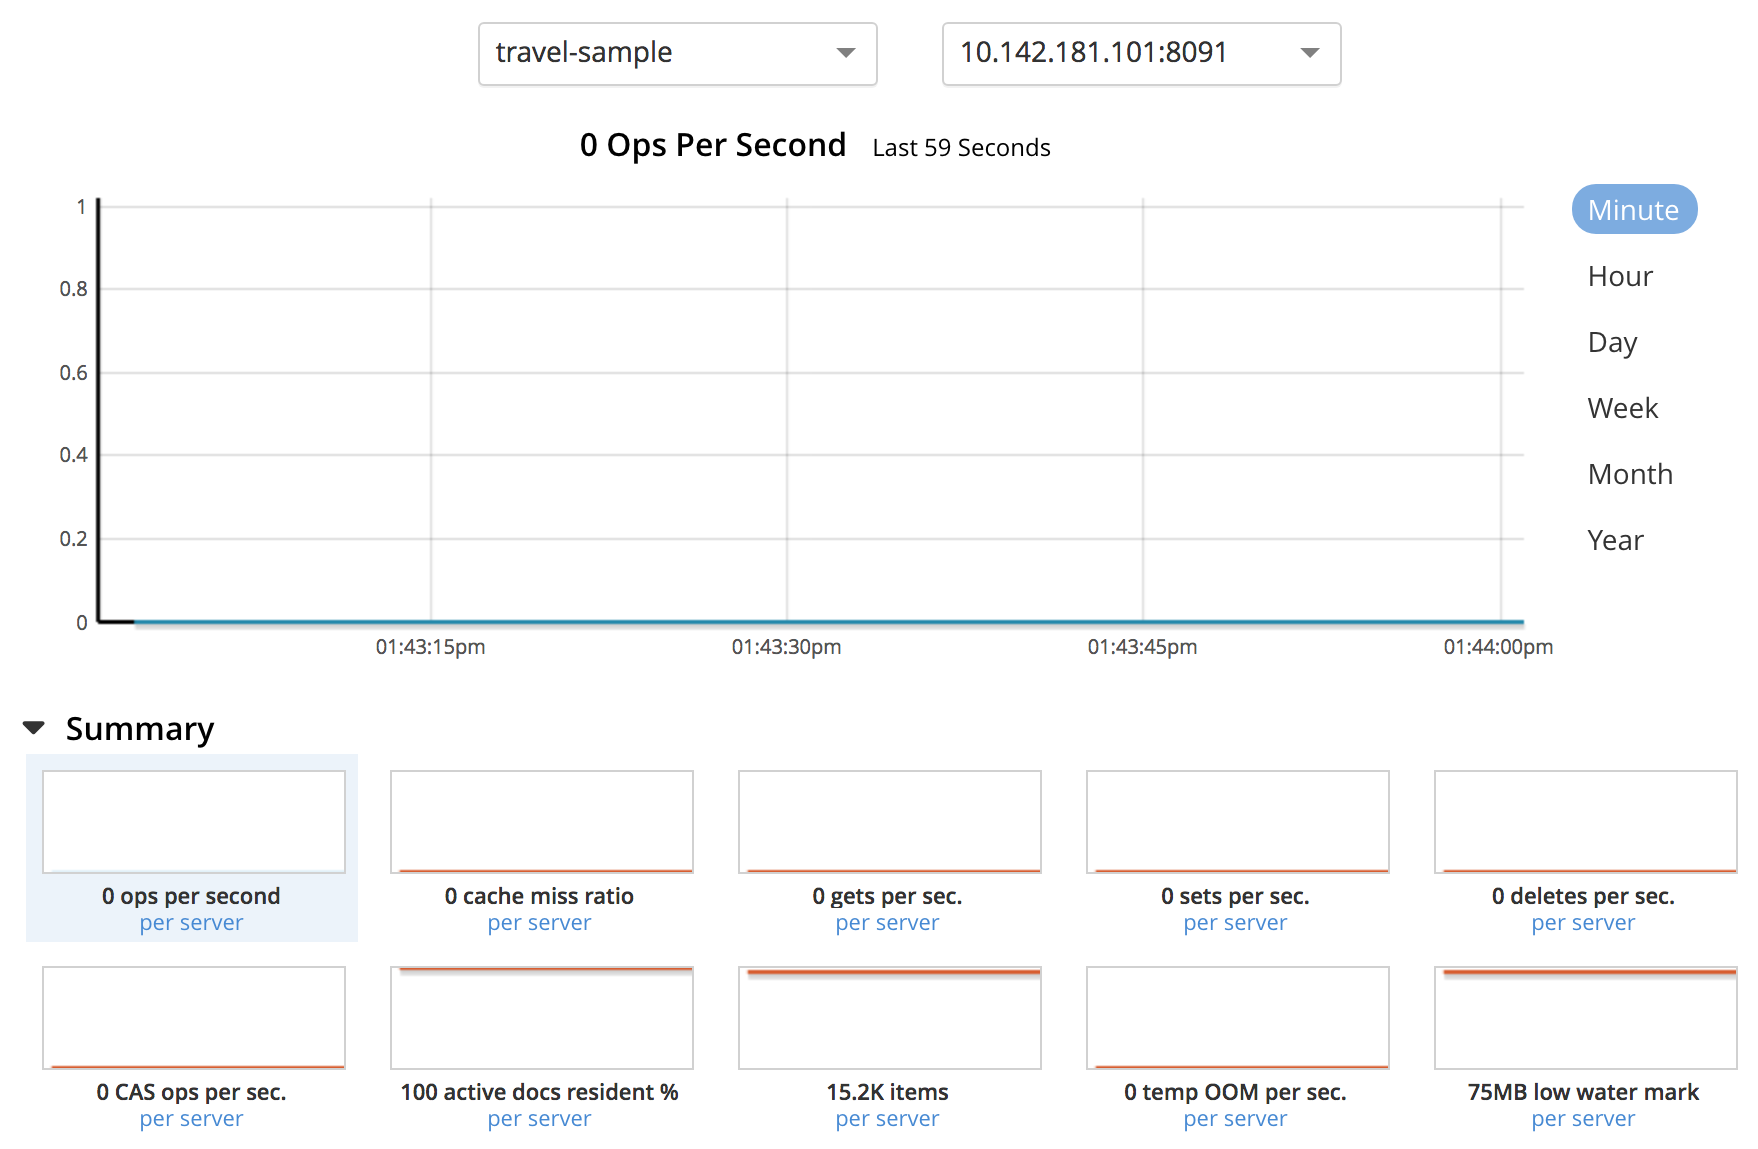 travel-sample
10.142.181.101:8091
0 Ops Per Second Last 59 Seconds
1
0.8
0.6
0.4
0.2
0
01:43:15pm 01:43:30pm 01:43:45pm 01:44:00pm
Minute
Hour
Day
Week
Month
Year
Summary
0 ops per second
per server
0 cache miss ratio
per server
0 gets per sec.
per server
0 sets per sec.
per server
0 deletes per sec.
per server
0 CAS ops per sec.
per server
100 active docs resident %
per server
15.2K items
per server
0 temp OOM per sec.
per server
75MB low water mark
per server